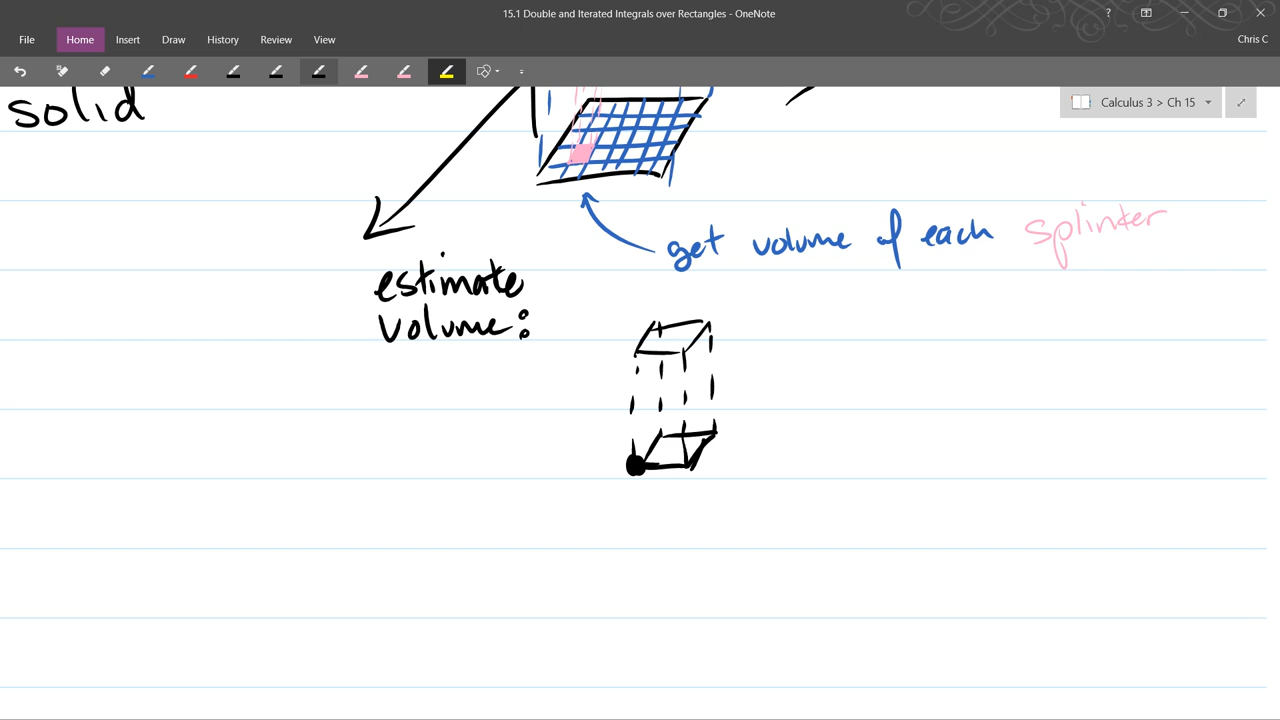 15.1 Double and Iterated Integrals over Rectangles - OneNote
File Home Insert Draw History Review View
Chris C
Calculus 3 > Ch 15
solid
get volume of each splinter
estimate
volume: